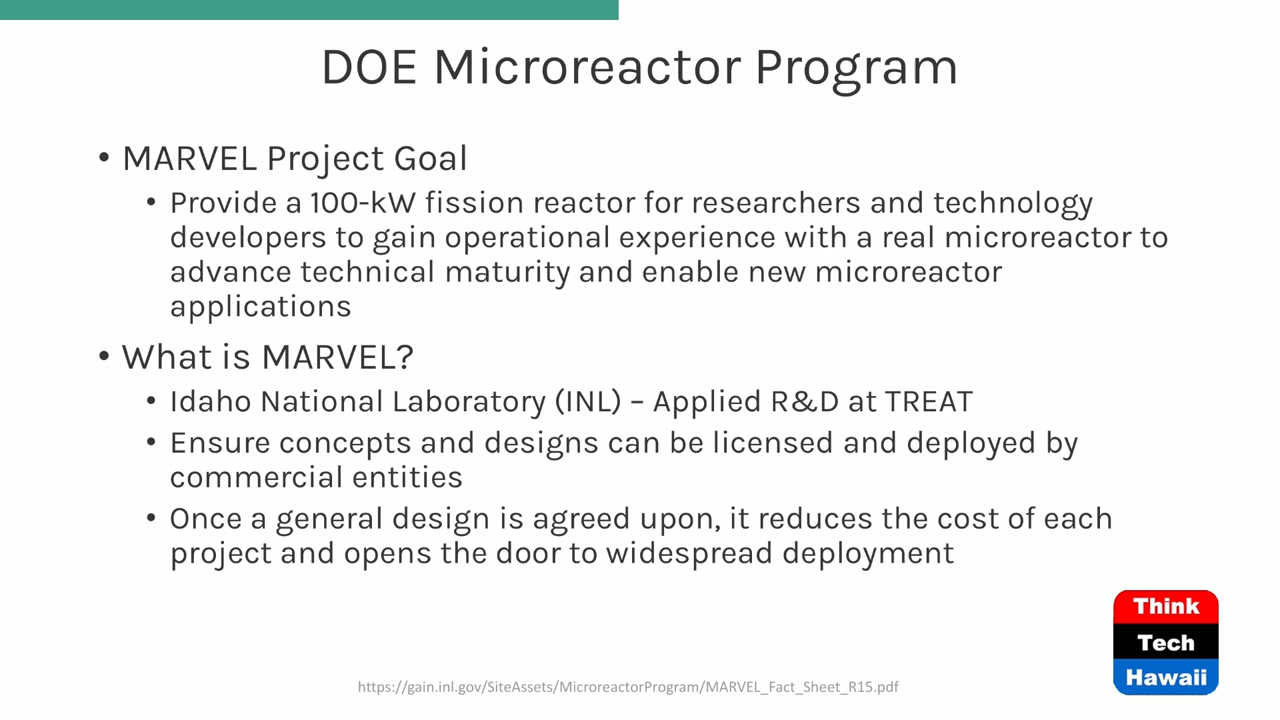 DOE Microreactor Program
• MARVEL Project Goal
• Provide a 100-kW fission reactor for researchers and technology
developers to gain operational experience with a real microreactor to
advance technical maturity and enable new microreactor
applications
• What is MARVEL?
• Idaho National Laboratory (INL) – Applied R&D at TREAT
• Ensure concepts and designs can be licensed and deployed by
commercial entities
• Once a general design is agreed upon, it reduces the cost of each
project and opens the door to widespread deployment
Think
Tech
Hawaii
https://gain.inl.gov/SiteAssets/MicroreactorProgram/MARVEL_Fact_Sheet_R15.pdf